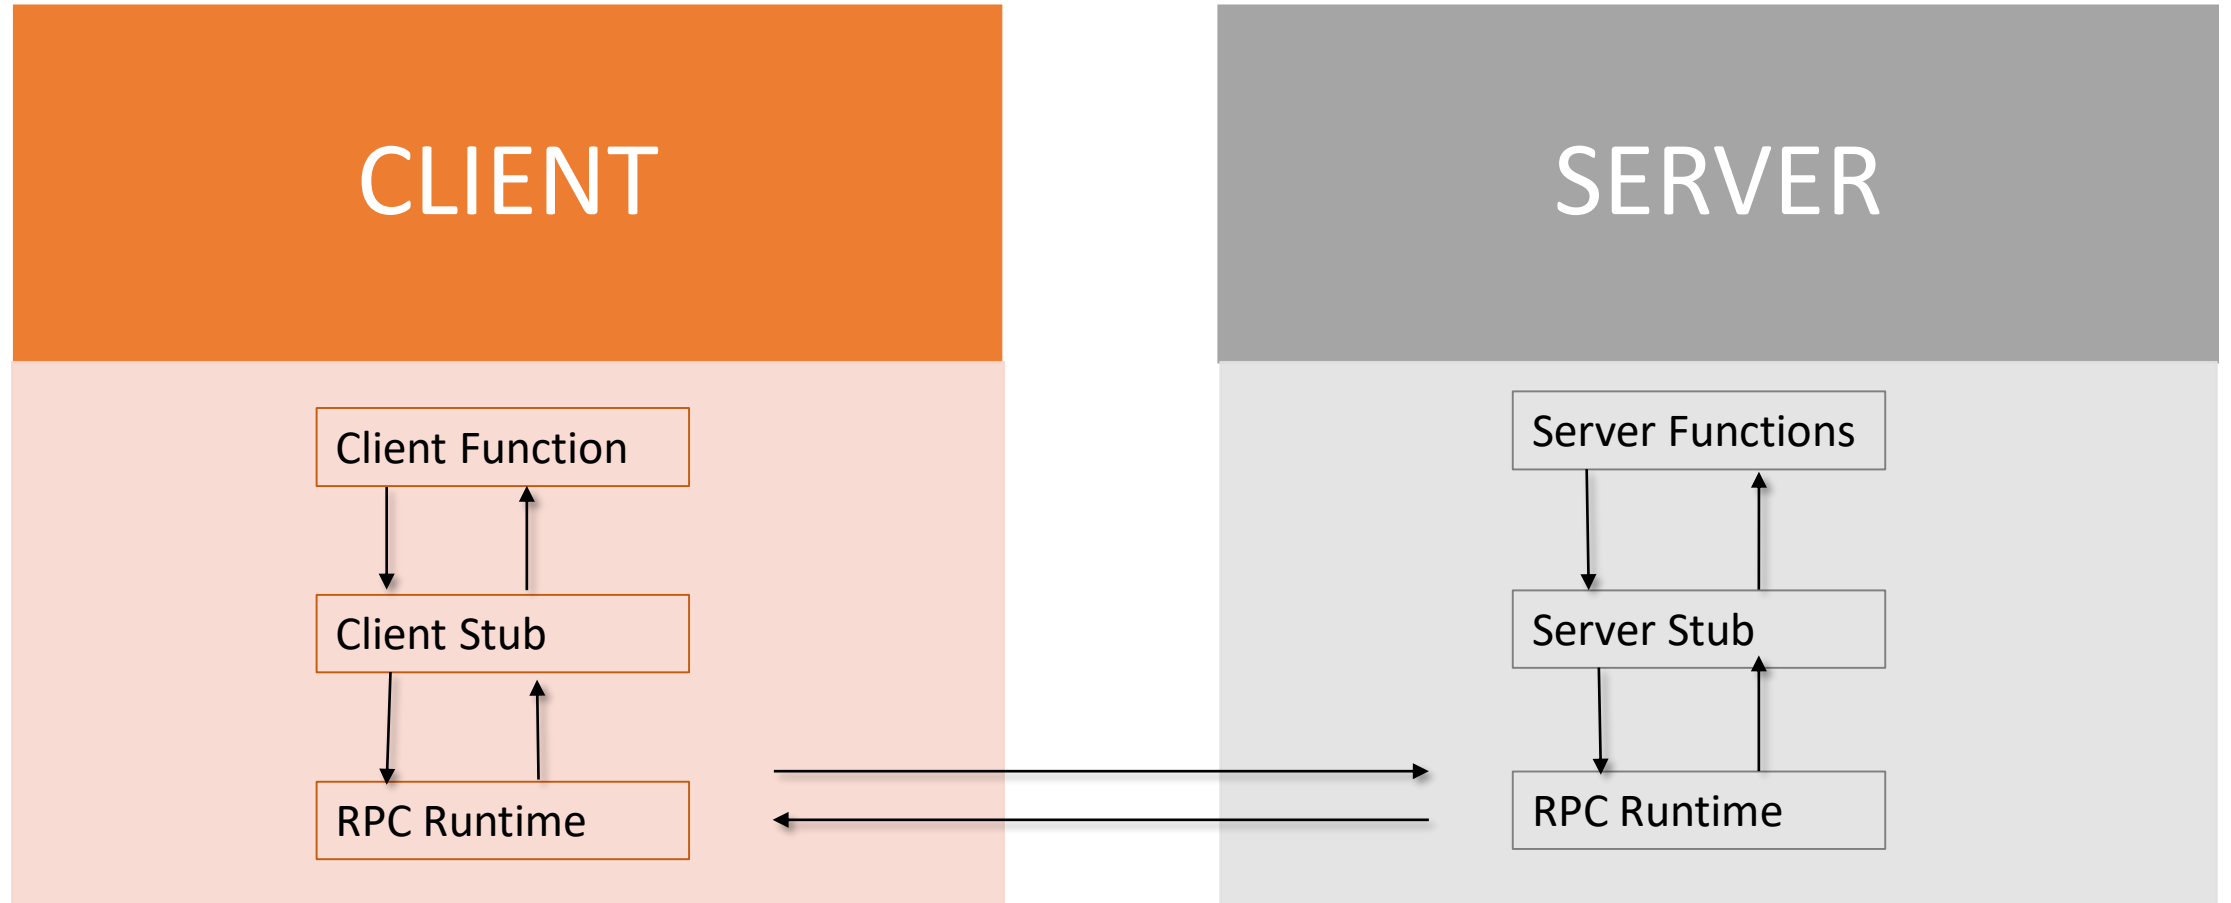 CLIENT
SERVER
Client Function
Client Stub
RPC Runtime
Server Functions
Server Stub
RPC Runtime